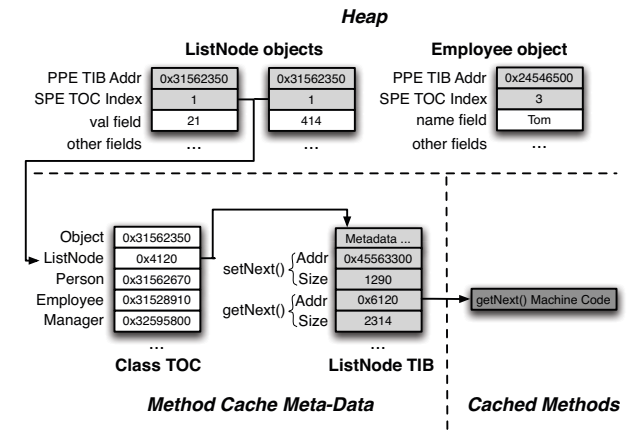 Heap
ListNode objects
Employee object
PPE TIB Addr 0x31562350 0x31562350
SPE TOC Index 1 1
val field 21 414
other fields ... ...
PPE TIB Addr 0x24546500
SPE TOC Index 3
name field Tom
other fields ...
Object 0x31562350
ListNode 0x4120
Person 0x31562670
Employee 0x31528910
Manager 0x32595800
...
Class TOC
Metadata ...
setNext() { Addr 0x45563300
Size 1290
getNext() { Addr 0x6120
Size 2314
...
ListNode TIB
getNext() Machine Code
Method Cache Meta-Data
Cached Methods